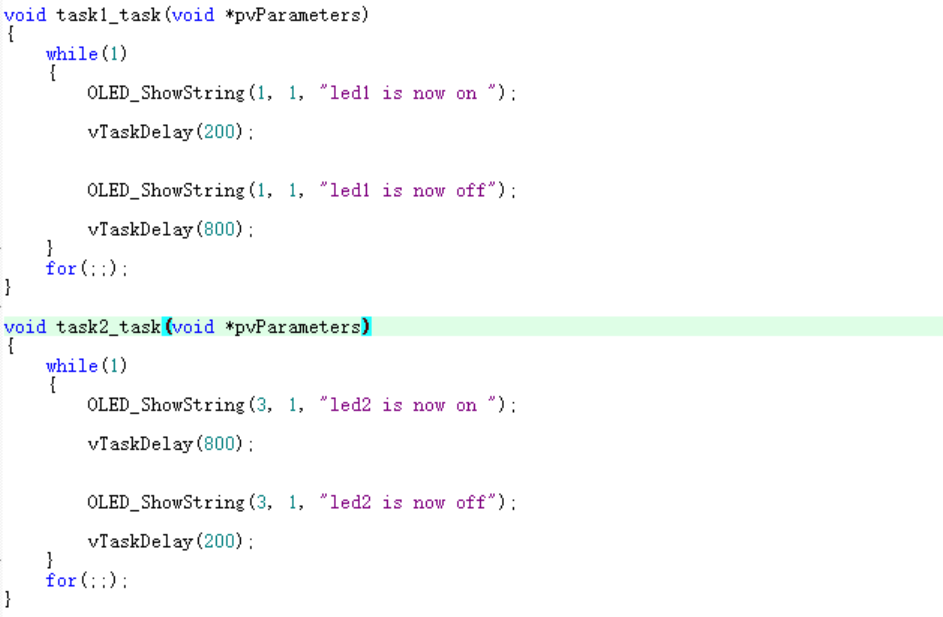 void task1_task(void *pvParameters)
{
    while(1)
    {
        OLED_ShowString(1, 1, "led1 is now on ");
        vTaskDelay(200);
        OLED_ShowString(1, 1, "led1 is now off");
        vTaskDelay(800);
    }
    for(;;);
}
void task2_task(void *pvParameters)
{
    while(1)
    {
        OLED_ShowString(3, 1, "led2 is now on ");
        vTaskDelay(800);
        OLED_ShowString(3, 1, "led2 is now off");
        vTaskDelay(200);
    }
    for(;;);
}